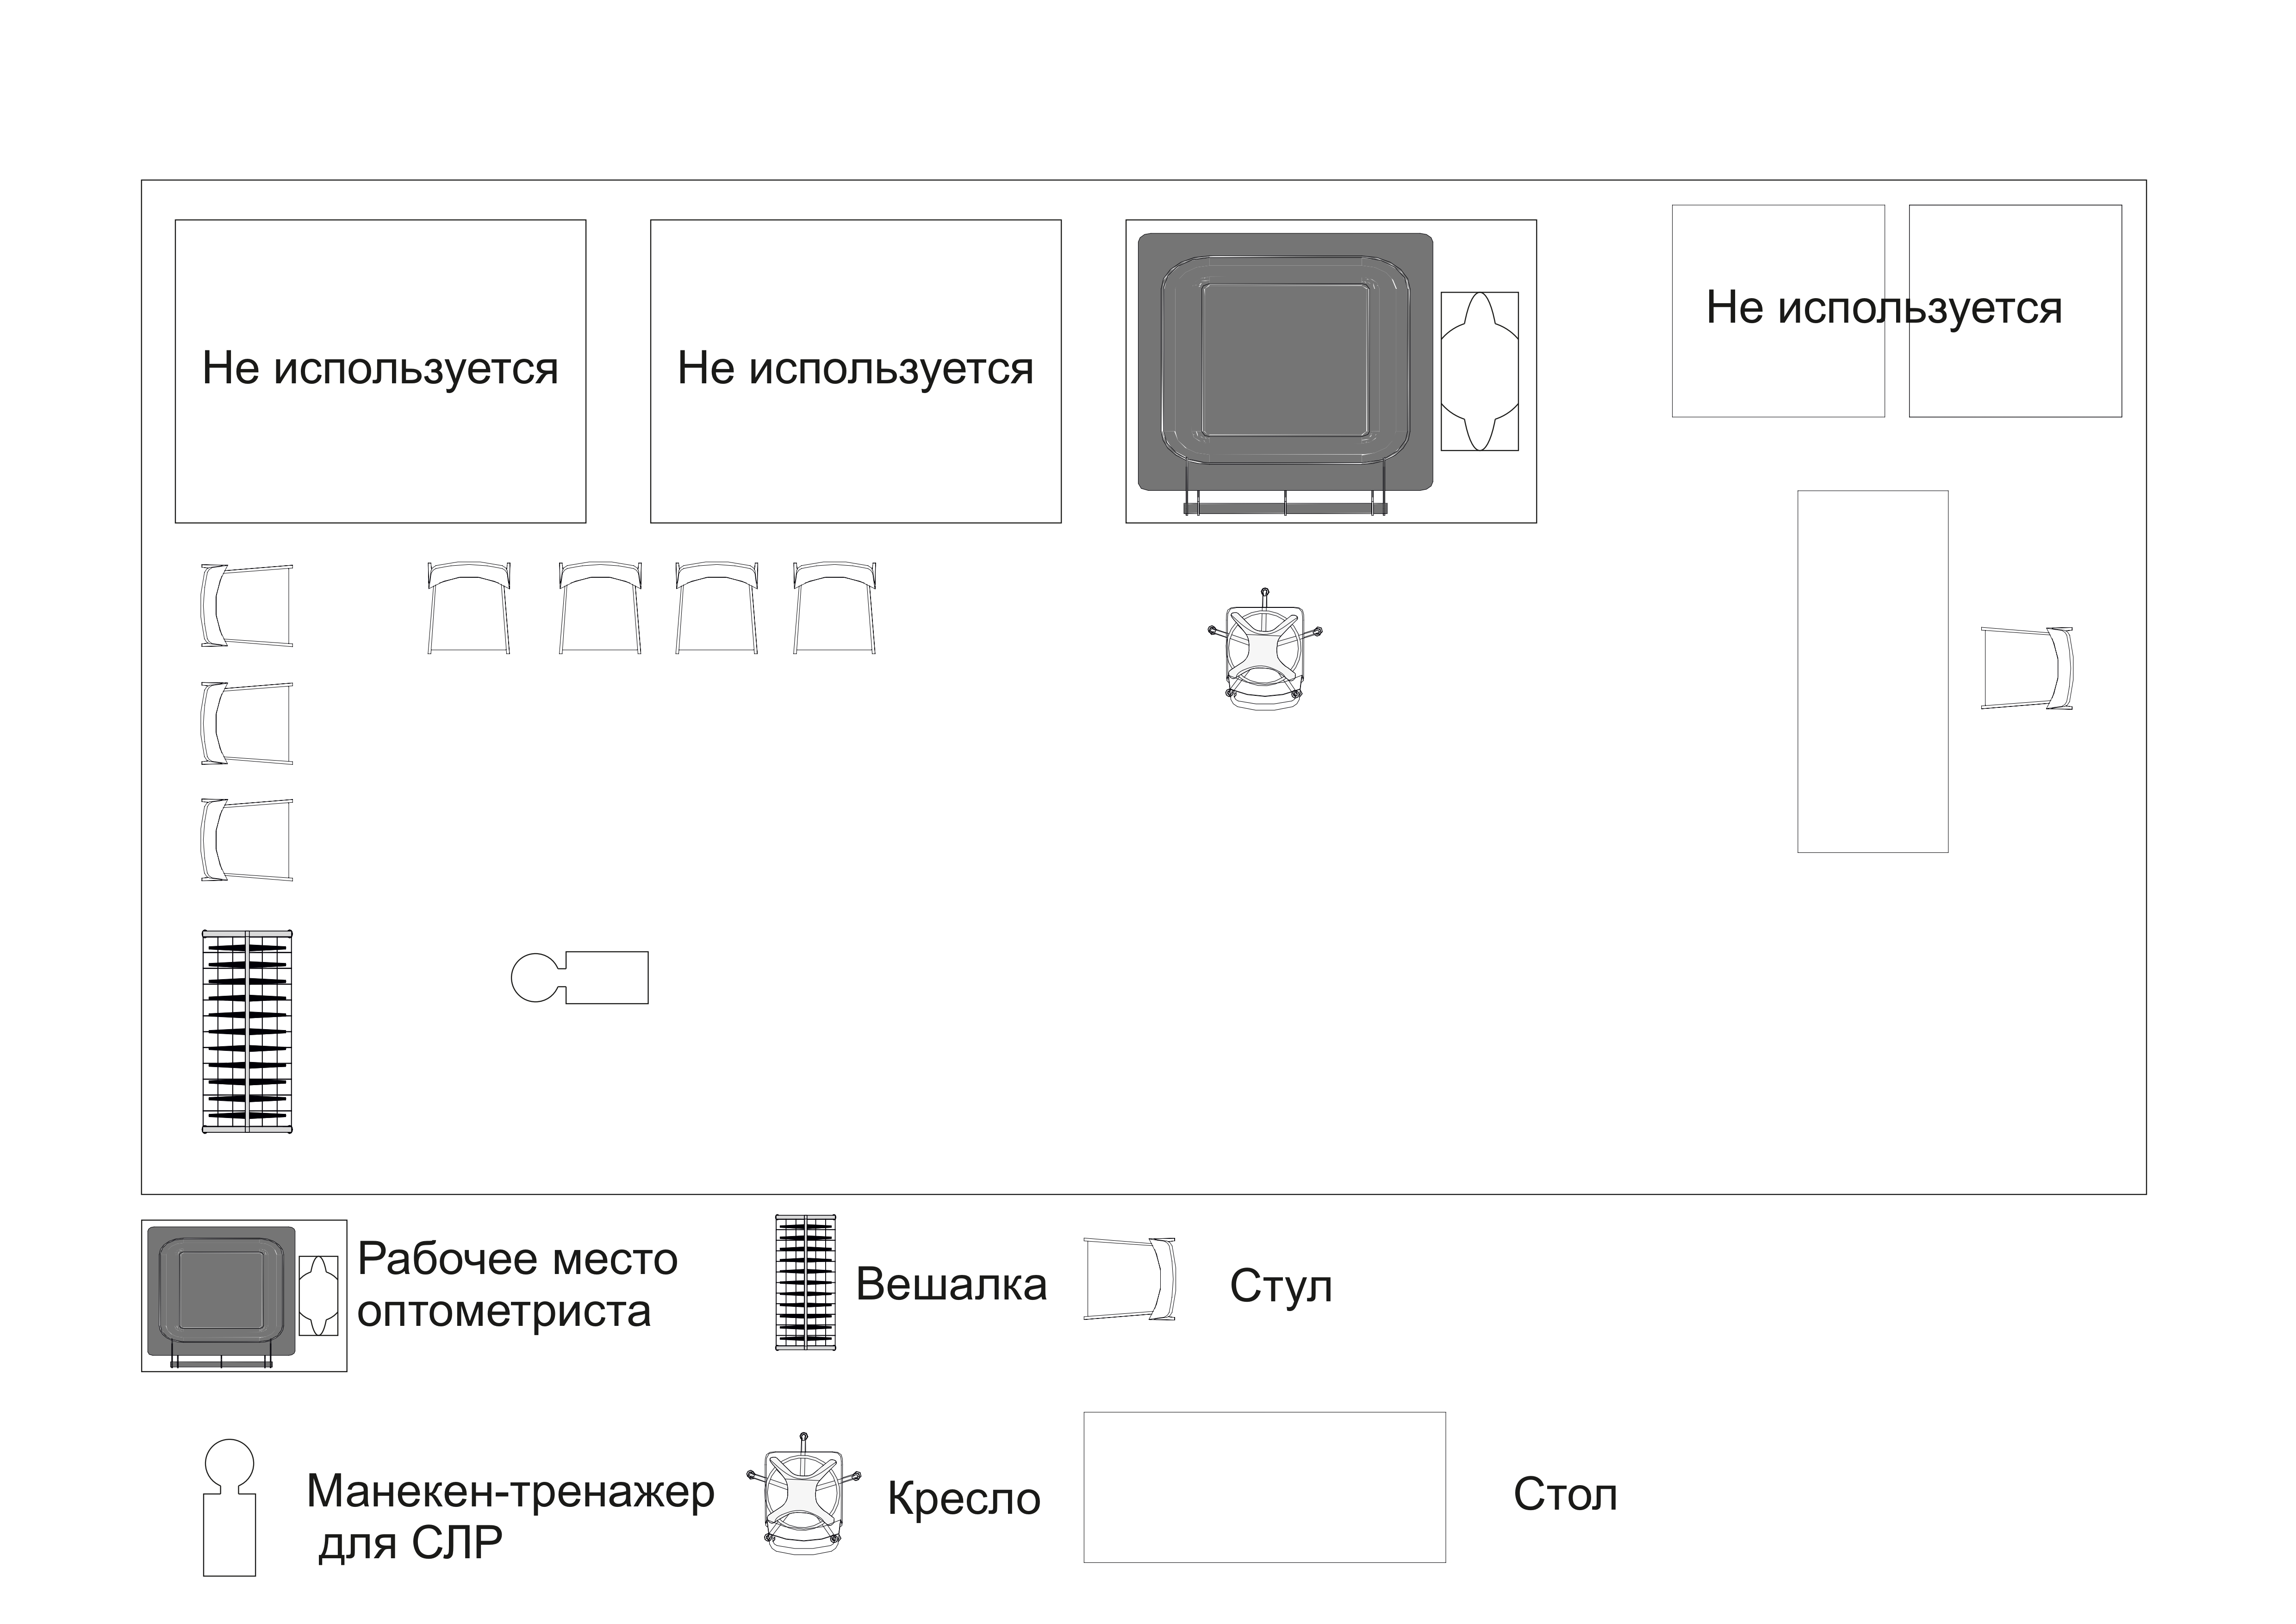 Не используется
Не используется
Не используется
Рабочее место
оптометриста
Вешалка
Стул
Манекен-тренажер
для СЛР
Кресло
Стол